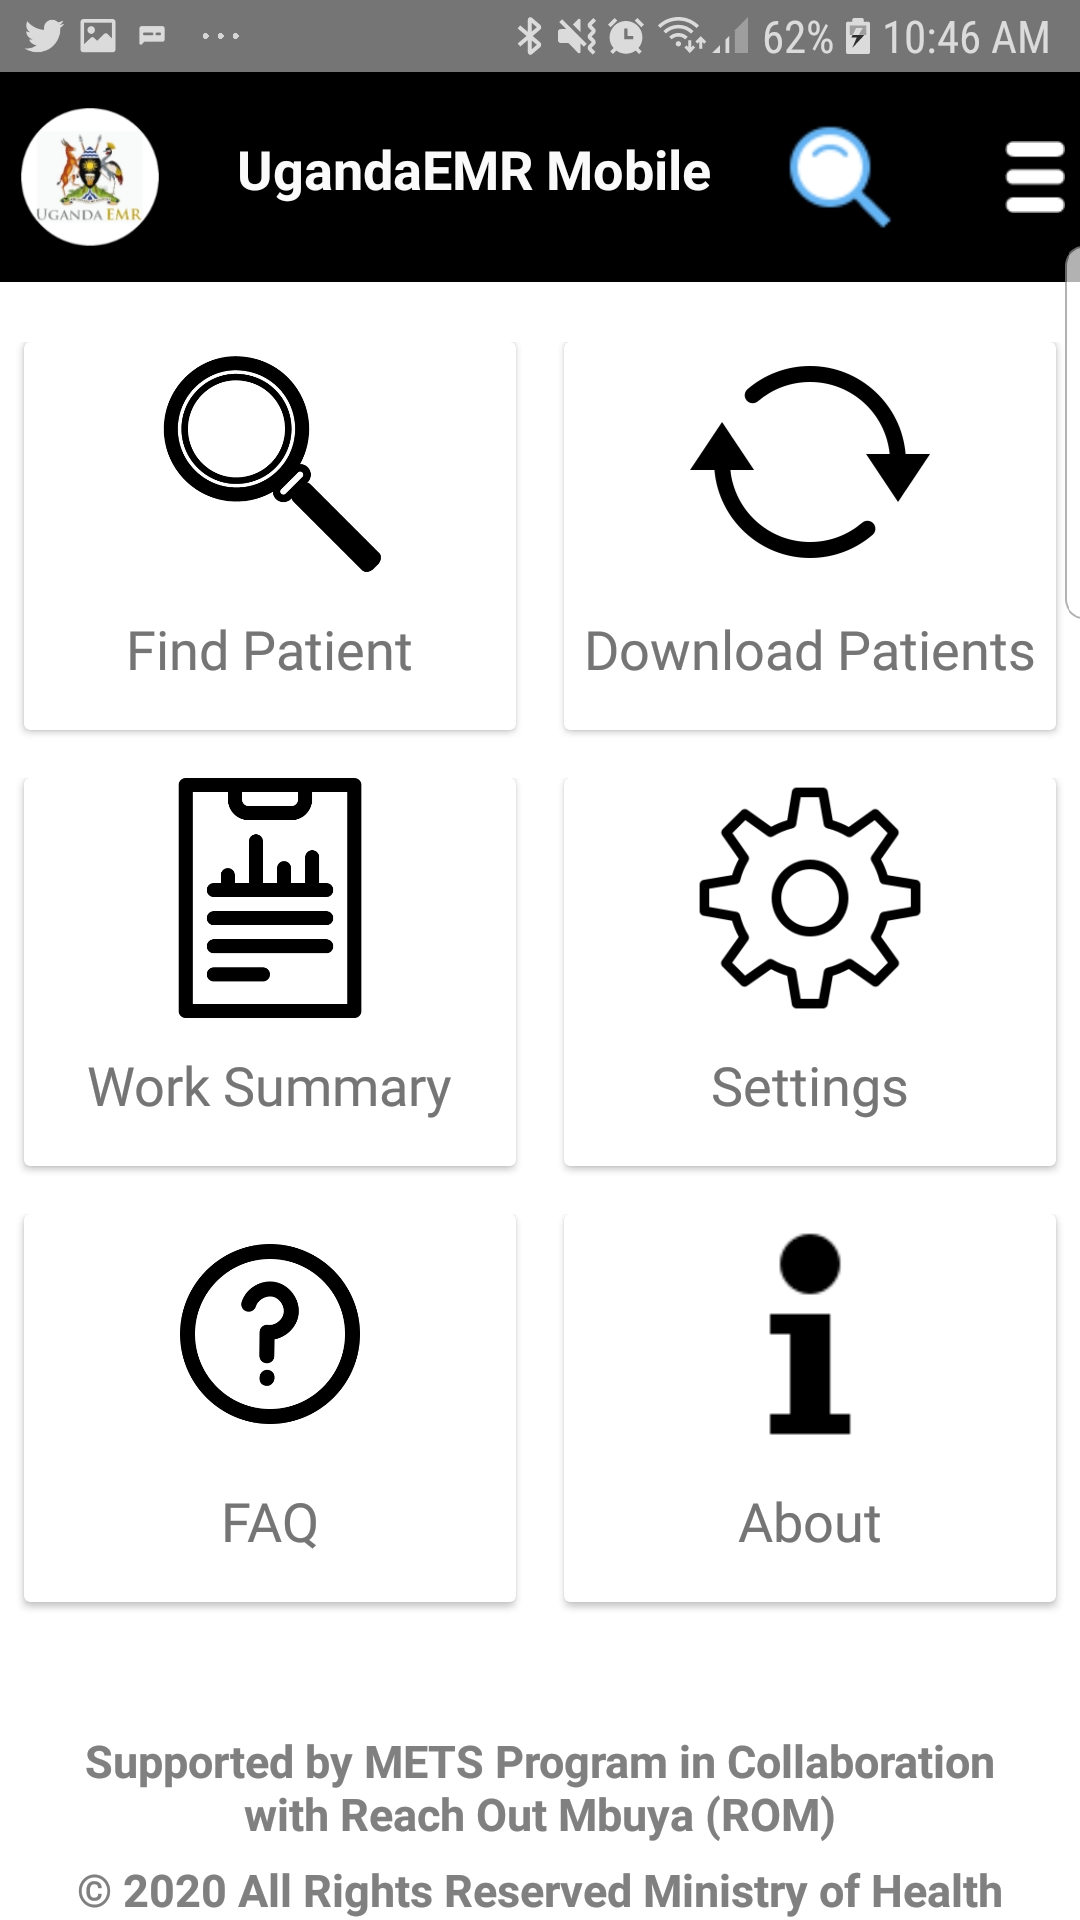 62% 10:46 AM
UGANDA EMR
UgandaEMR Mobile
Find Patient
Download Patients
Work Summary
Settings
FAQ
About
Supported by METS Program in Collaboration
with Reach Out Mbuya (ROM)
© 2020 All Rights Reserved Ministry of Health